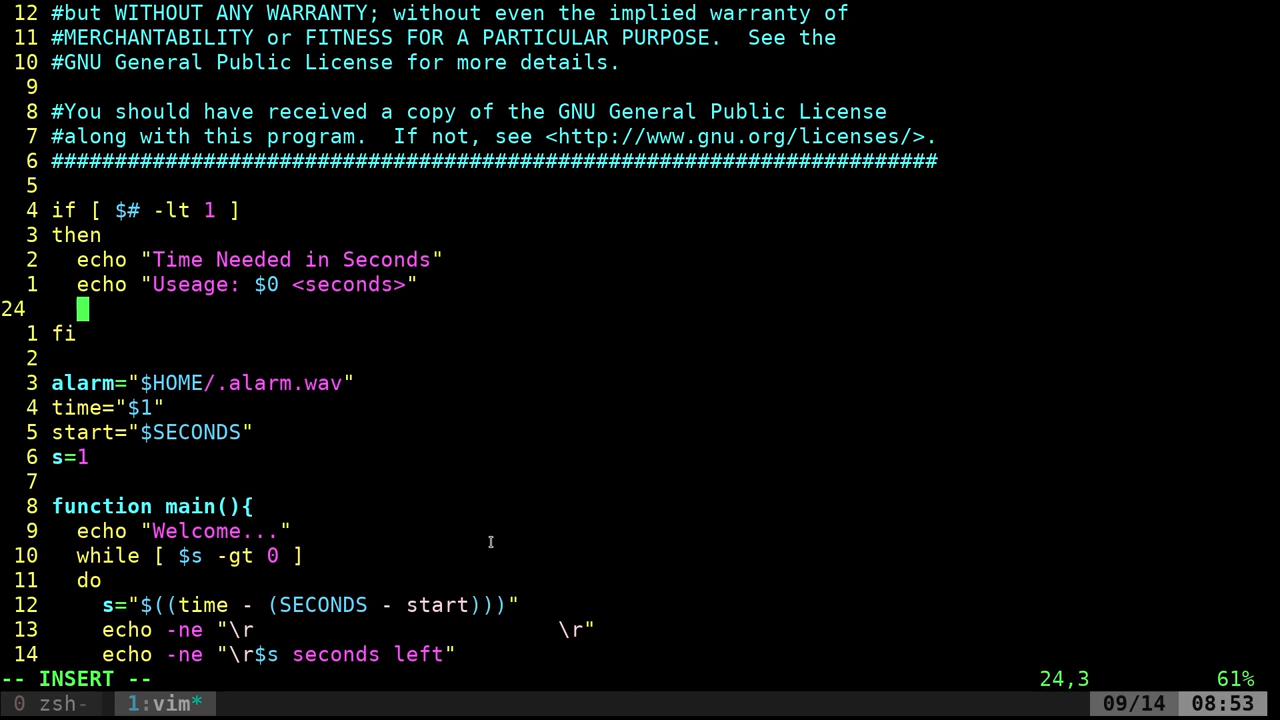 12 #but WITHOUT ANY WARRANTY; without even the implied warranty of
11 #MERCHANTABILITY or FITNESS FOR A PARTICULAR PURPOSE.  See the
10 #GNU General Public License for more details.
9
8 #You should have received a copy of the GNU General Public License
7 #along with this program.  If not, see <http://www.gnu.org/licenses/>.
6 ######################################################################
5
4 if [ $# -lt 1 ]
3 then
2   echo "Time Needed in Seconds"
1   echo "Useage: $0 <seconds>"
24
1 fi
2
3 alarm="$HOME/.alarm.wav"
4 time="$1"
5 start="$SECONDS"
6 s=1
7
8 function main(){
9   echo "Welcome..."
10   while [ $s -gt 0 ]
11   do
12     s="$((time - (SECONDS - start)))"
13     echo -ne "\r                        \r"
14     echo -ne "\r$s seconds left"
-- INSERT -- 24,3 61%
0 zsh- 1:vim* 09/14 08:53